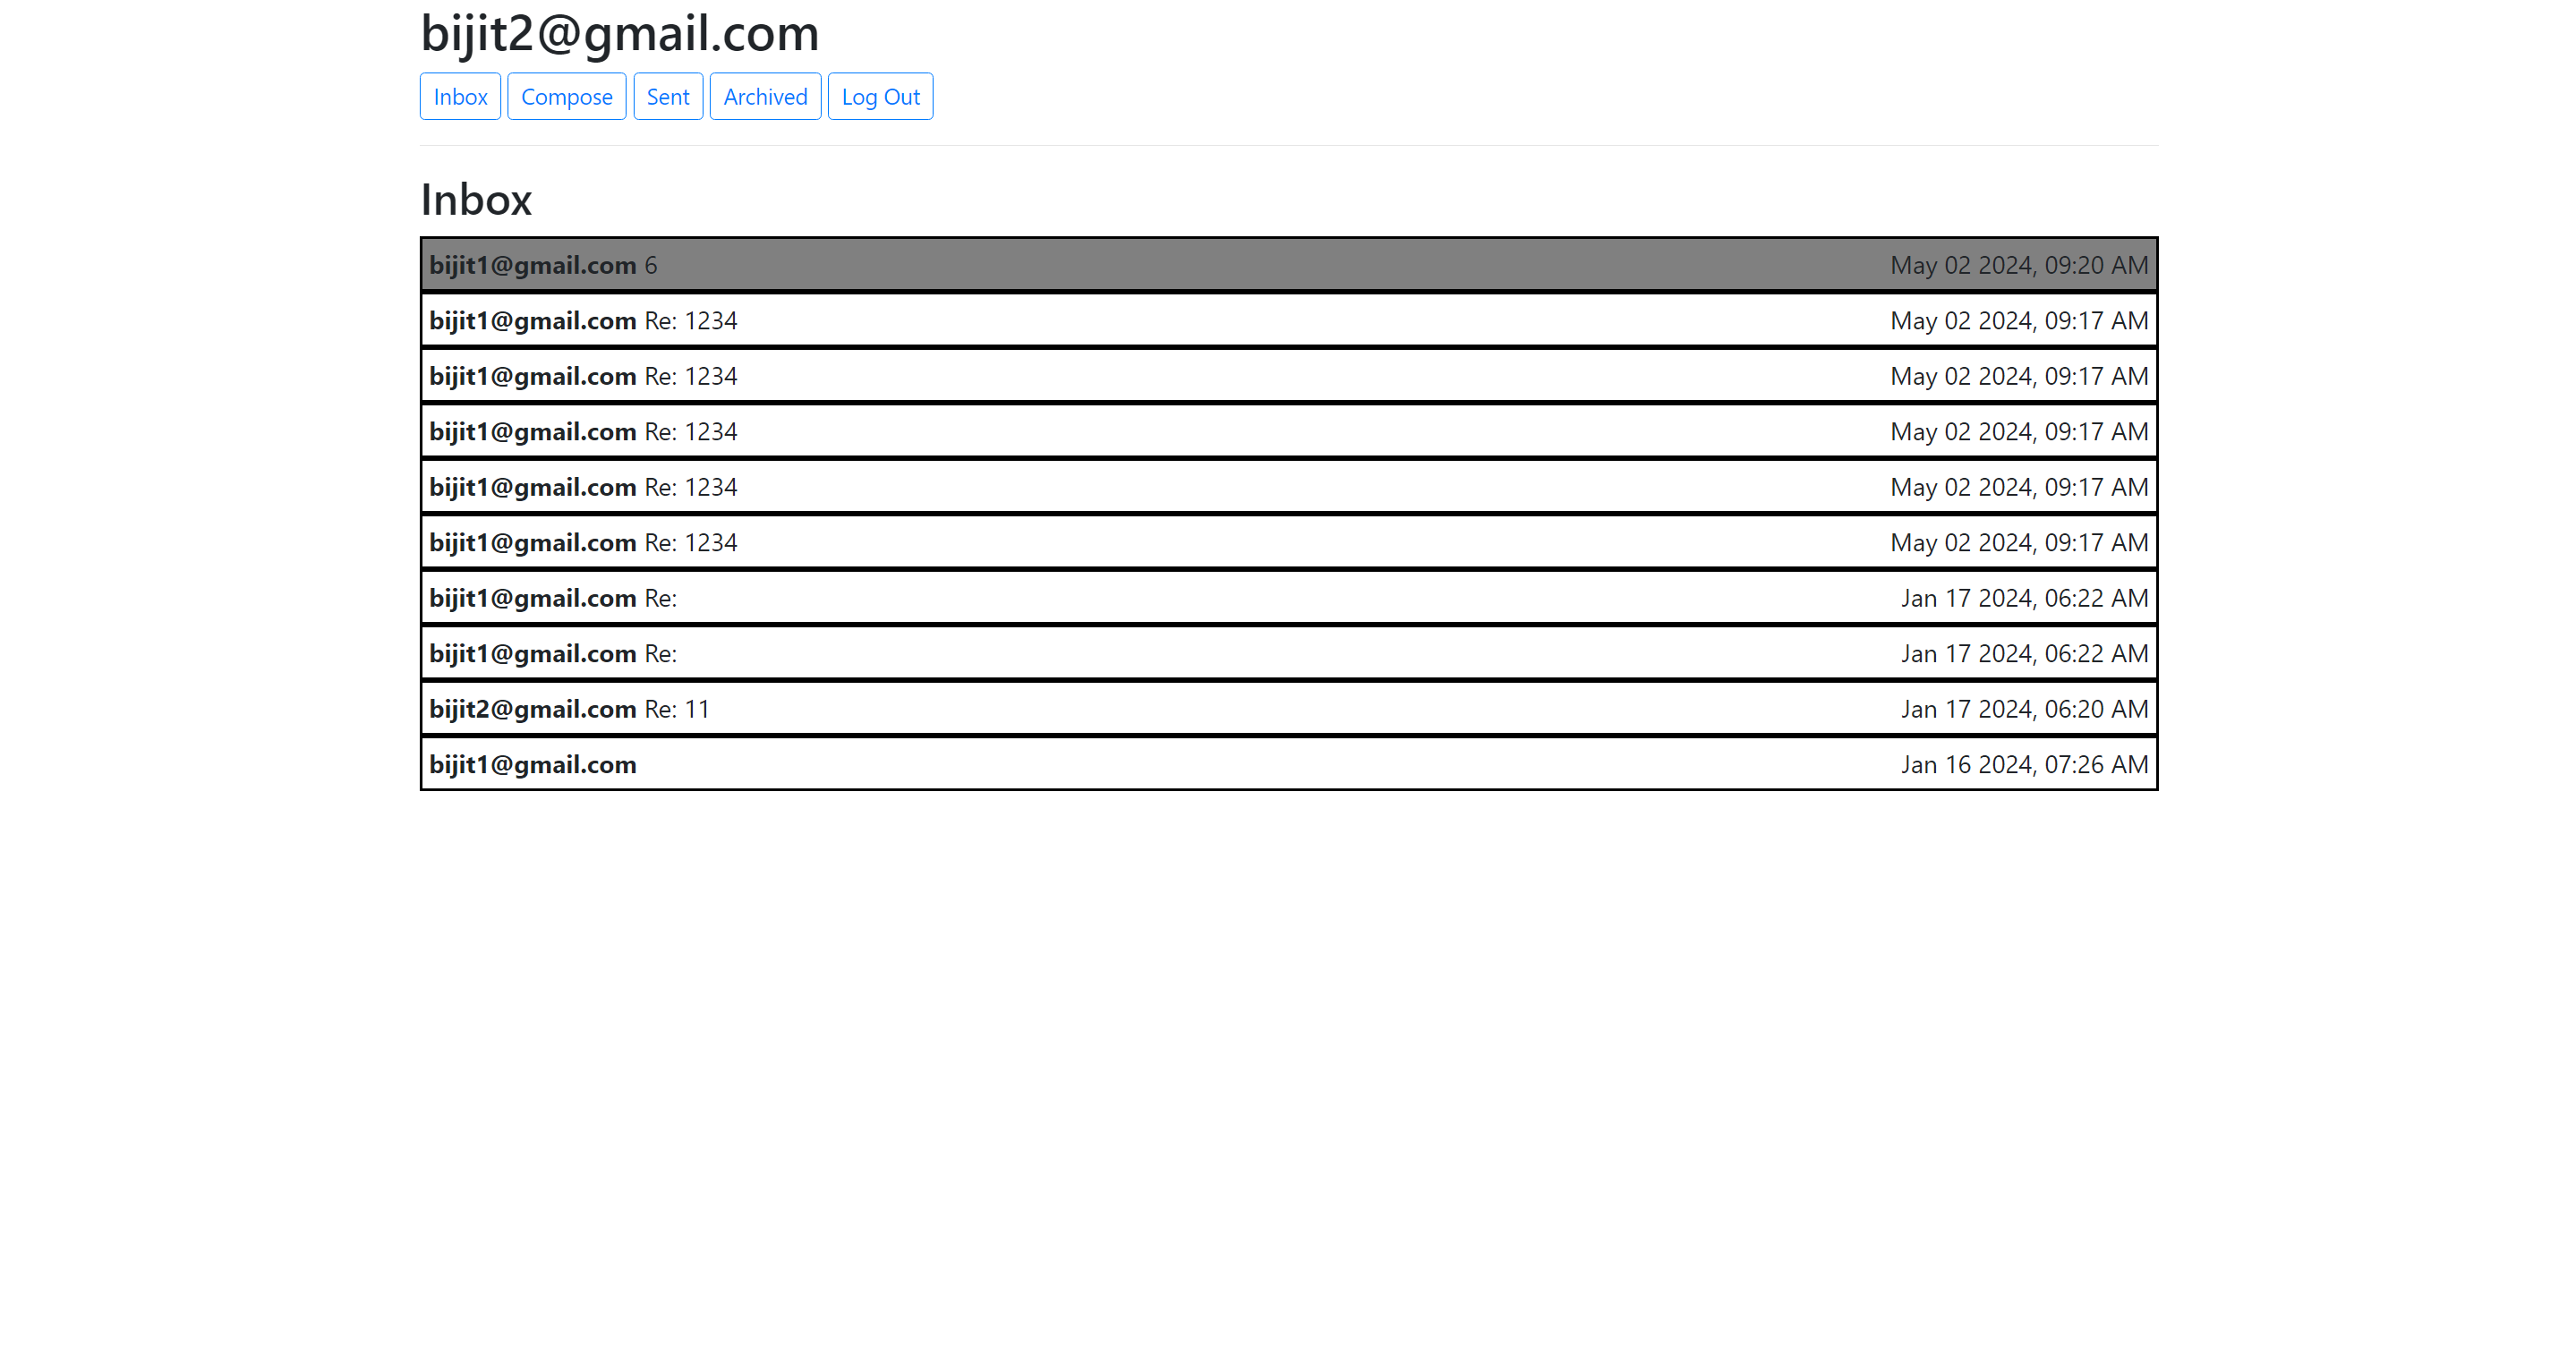 bijit2@gmail.com
Inbox Compose Sent Archived Log Out
Inbox
bijit1@gmail.com 6 May 02 2024, 09:20 AM
bijit1@gmail.com Re: 1234 May 02 2024, 09:17 AM
bijit1@gmail.com Re: 1234 May 02 2024, 09:17 AM
bijit1@gmail.com Re: 1234 May 02 2024, 09:17 AM
bijit1@gmail.com Re: 1234 May 02 2024, 09:17 AM
bijit1@gmail.com Re: 1234 May 02 2024, 09:17 AM
bijit1@gmail.com Re: Jan 17 2024, 06:22 AM
bijit1@gmail.com Re: Jan 17 2024, 06:22 AM
bijit2@gmail.com Re: 11 Jan 17 2024, 06:20 AM
bijit1@gmail.com Jan 16 2024, 07:26 AM